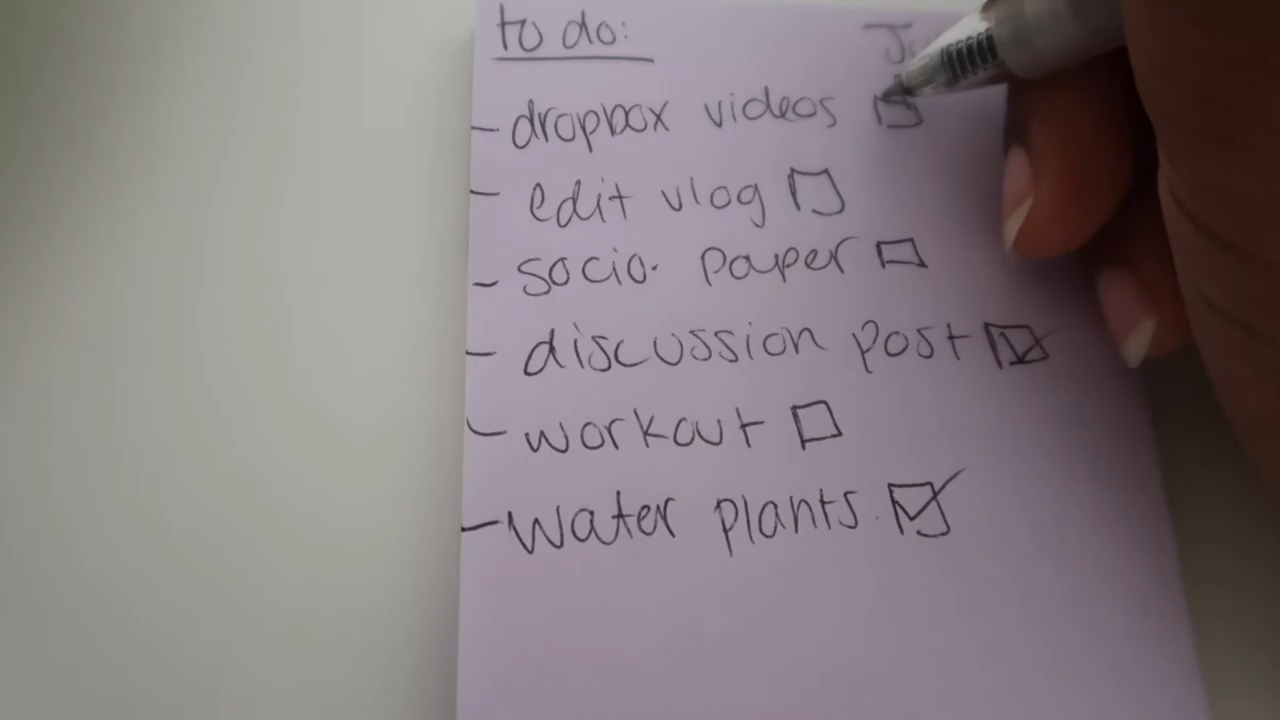 to do:
- dropbox videos
- edit vlog
- socio. paper
- discussion post
- workout
- water plants